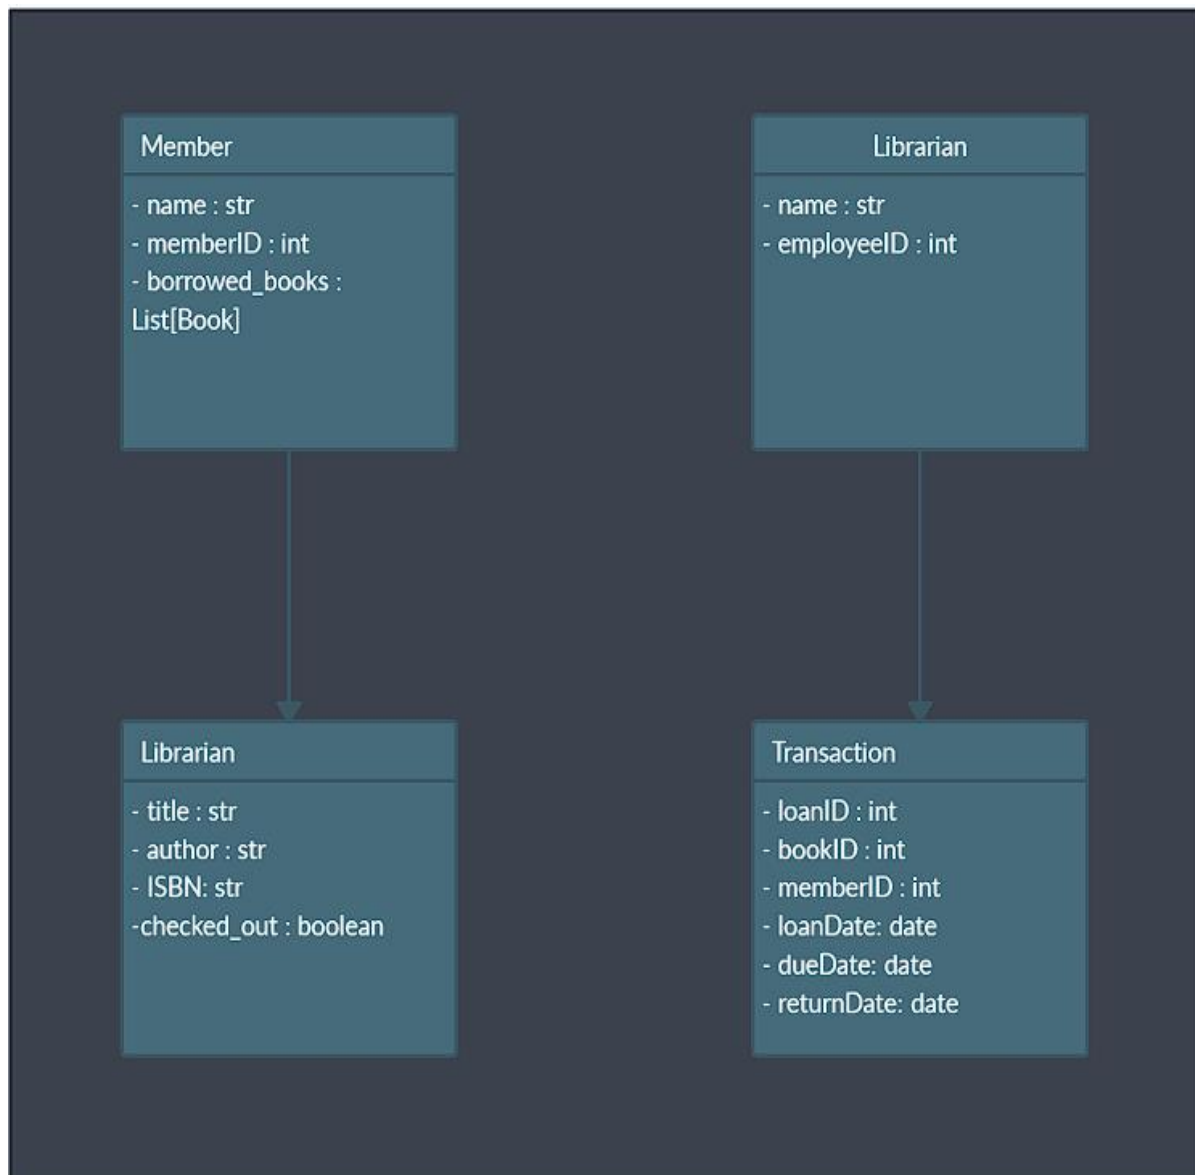 Member
- name : str
- memberID : int
- borrowed_books :
List[Book]
Librarian
- name : str
- employeeID : int
Librarian
- title : str
- author : str
- ISBN: str
-checked_out : boolean
Transaction
- loanID : int
- bookID : int
- memberID : int
- loanDate: date
- dueDate: date
- returnDate: date